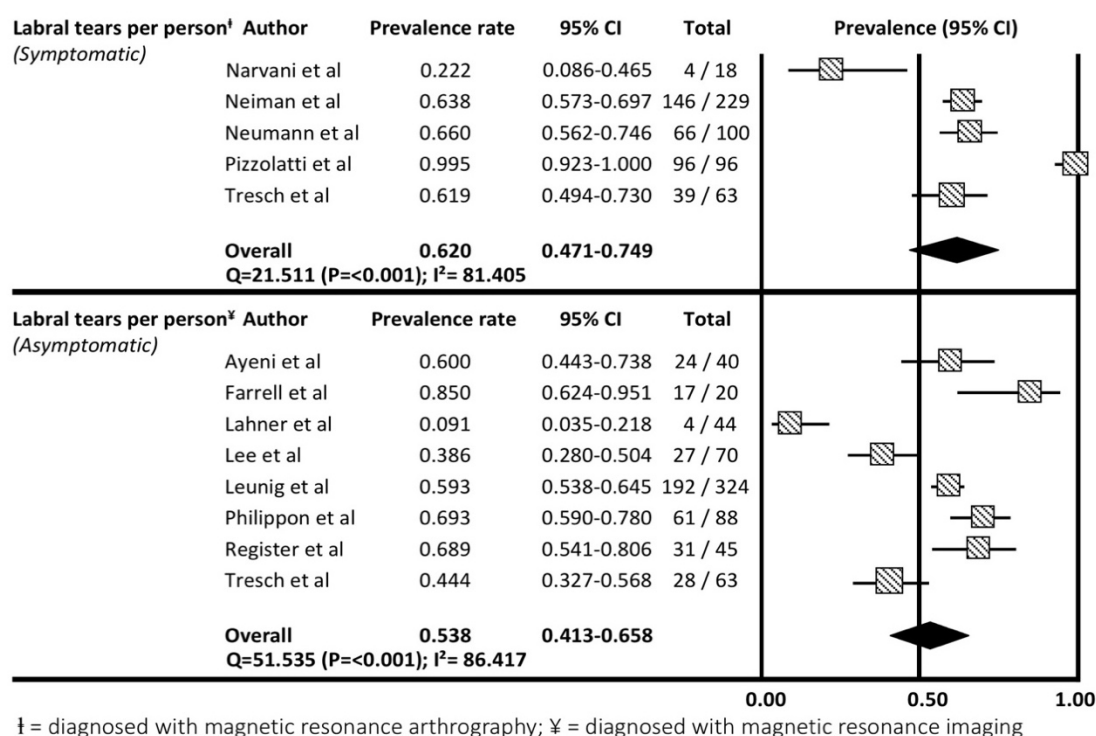 Labral tears per personƗ Author Prevalence rate 95% CI Total Prevalence (95% CI)
(Symptomatic)
Narvani et al 0.222 0.086-0.465 4 / 18
Neiman et al 0.638 0.573-0.697 146 / 229
Neumann et al 0.660 0.562-0.746 66 / 100
Pizzolatti et al 0.995 0.923-1.000 96 / 96
Tresch et al 0.619 0.494-0.730 39 / 63
Overall 0.620 0.471-0.749
Q=21.511 (P=<0.001); I²= 81.405
Labral tears per person¥ Author Prevalence rate 95% CI Total
(Asymptomatic)
Ayeni et al 0.600 0.443-0.738 24 / 40
Farrell et al 0.850 0.624-0.951 17 / 20
Lahner et al 0.091 0.035-0.218 4 / 44
Lee et al 0.386 0.280-0.504 27 / 70
Leunig et al 0.593 0.538-0.645 192 / 324
Philippon et al 0.693 0.590-0.780 61 / 88
Register et al 0.689 0.541-0.806 31 / 45
Tresch et al 0.444 0.327-0.568 28 / 63
Overall 0.538 0.413-0.658
Q=51.535 (P=<0.001); I²= 86.417
0.00 0.50 1.00
Ɨ = diagnosed with magnetic resonance arthrography; ¥ = diagnosed with magnetic resonance imaging